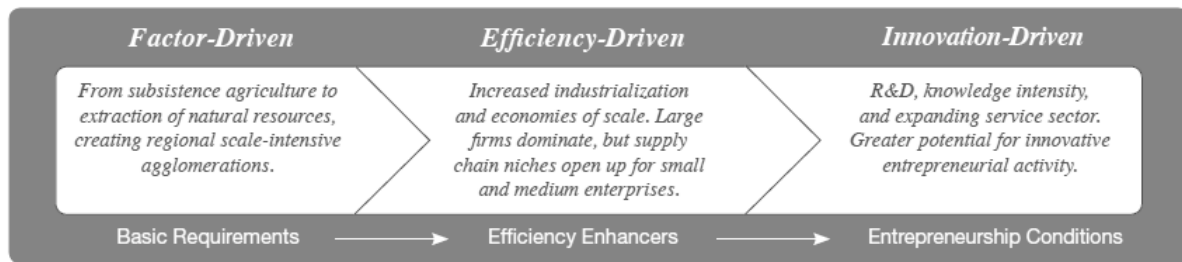 Factor-Driven
Efficiency-Driven
Innovation-Driven
From subsistence agriculture to
extraction of natural resources,
creating regional scale-intensive
agglomerations.
Increased industrialization
and economies of scale. Large
firms dominate, but supply
chain niches open up for small
and medium enterprises.
R&D, knowledge intensity,
and expanding service sector.
Greater potential for innovative
entrepreneurial activity.
Basic Requirements
Efficiency Enhancers
Entrepreneurship Conditions